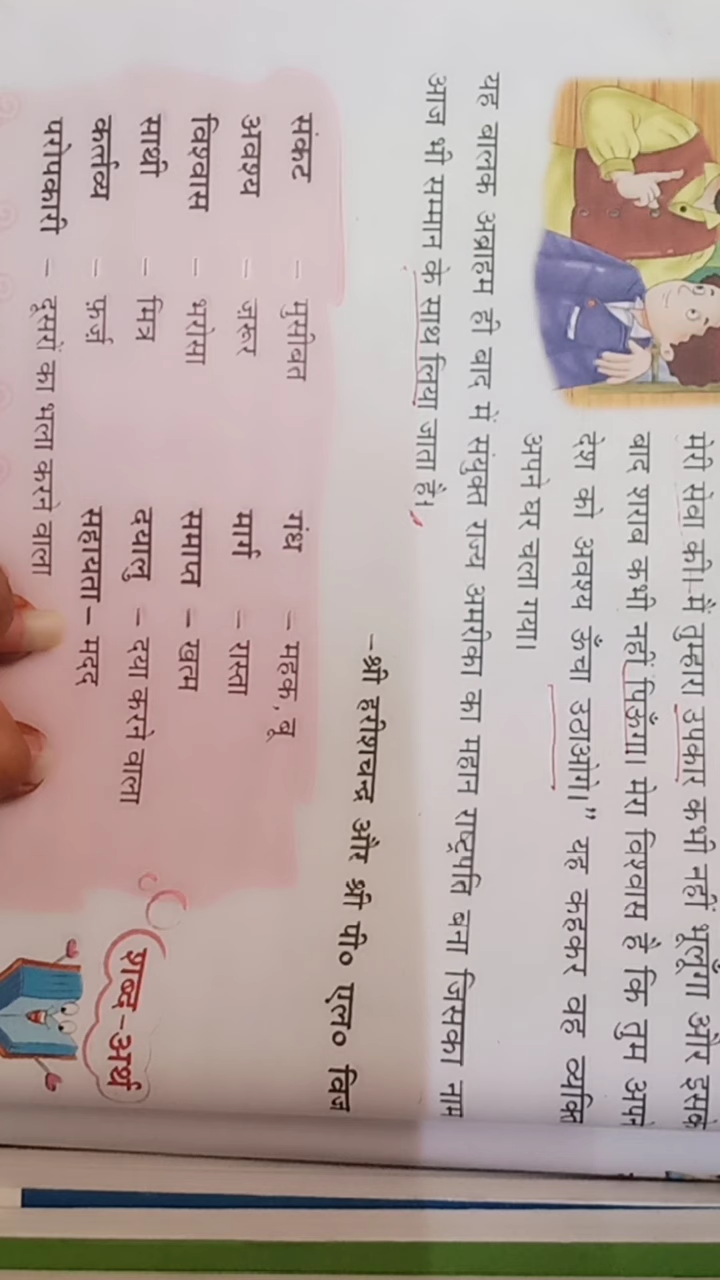 मेरी सेवा की। मैं तुम्हारा उपकार कभी नहीं भूलूँगा और इसके
बाद शराब कभी नहीं पिऊँगा। मेरा विश्वास है कि तुम अपने
देश को अवश्य ऊँचा उठाओगे।” यह कहकर वह व्यक्ति
अपने घर चला गया।
यह बालक अब्राहम ही बाद में संयुक्त राज्य अमरीका का महान राष्ट्रपति बना जिसका नाम
आज भी सम्मान के साथ लिया जाता है।
–श्री हरीशचन्द्र और श्री पी० एल० विज
शब्द-अर्थ
संकट – मुसीबत गंध – महक, बू
अवश्य – ज़रूर मार्ग – रास्ता
विश्वास – भरोसा समाप्त – खत्म
साथी – मित्र दयालु – दया करने वाला
कर्त्तव्य – फ़र्ज़ सहायता – मदद
परोपकारी – दूसरों का भला करने वाला